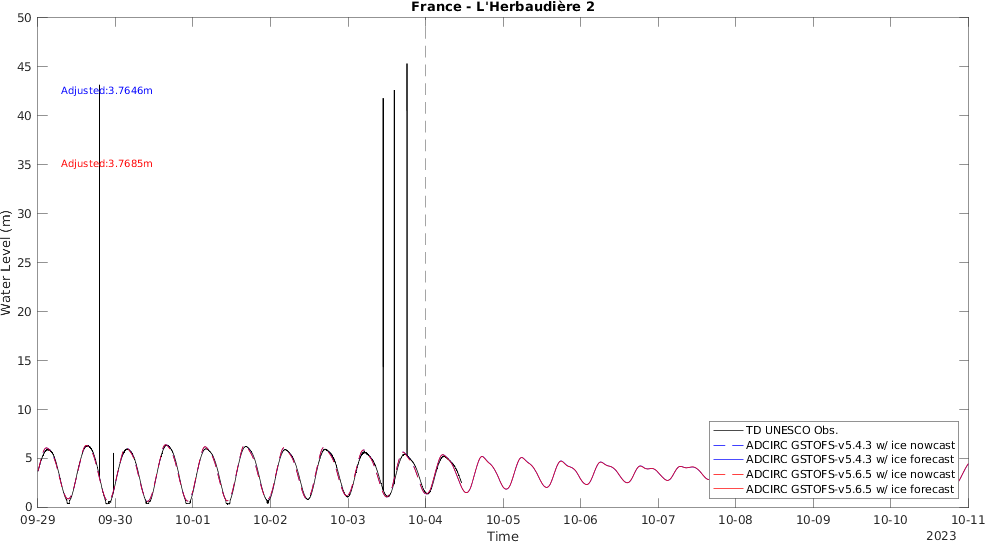 France - L'Herbaudière 2
50
45
40
35
30
25
20
15
10
5
0
Water Level (m)
Adjusted:3.7646m
Adjusted:3.7685m
TD UNESCO Obs.
ADCIRC GSTOFS-v5.4.3 w/ ice nowcast
ADCIRC GSTOFS-v5.4.3 w/ ice forecast
ADCIRC GSTOFS-v5.6.5 w/ ice nowcast
ADCIRC GSTOFS-v5.6.5 w/ ice forecast
09-29 09-30 10-01 10-02 10-03 10-04 10-05 10-06 10-07 10-08 10-09 10-10 10-11
Time
2023